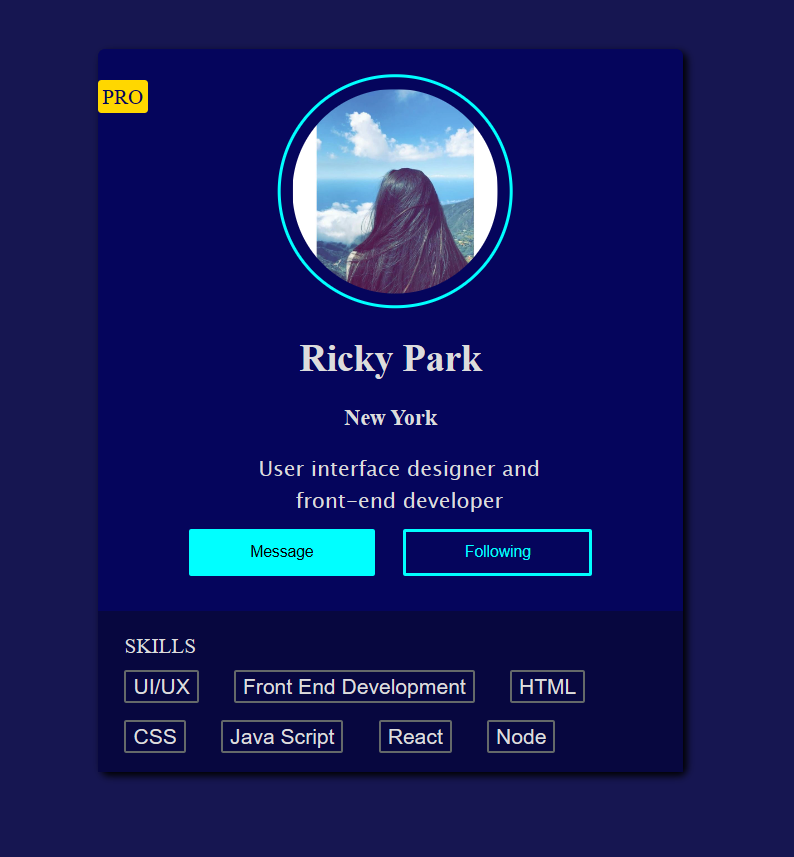 PRO
Ricky Park
New York
User interface designer and
front-end developer
Message Following
SKILLS
UI/UX Front End Development HTML
CSS Java Script React Node